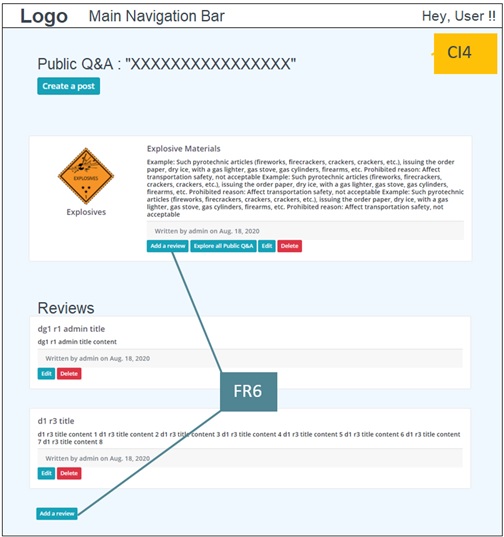 Logo Main Navigation Bar Hey, User !!
CI4
Public Q&A : "XXXXXXXXXXXXXXXX"
Create a post
EXPLOSIVES
Explosives
Explosive Materials
Example: Such pyrotechnic articles (fireworks, firecrackers, crackers, crackers, etc.), issuing the order
paper, dry ice, with a gas lighter, gas stove, gas cylinders, firearms, etc. Prohibited reason: Affect
transportation safety, not acceptable Example: Such pyrotechnic articles (fireworks, firecrackers,
crackers, crackers, etc.), issuing the order paper, dry ice, with a gas lighter, gas stove, gas cylinders,
firearms, etc. Prohibited reason: Affect transportation safety, not acceptable Example: Such pyrotechnic
articles (fireworks, firecrackers, crackers, crackers, etc.), issuing the order paper, dry ice, with a gas
lighter, gas stove, gas cylinders, firearms, etc. Prohibited reason: Affect transportation safety, not
acceptable
Written by admin on Aug. 18, 2020
Add a review Explore all Public Q&A Edit Delete
Reviews
dg1 r1 admin title
dg1 r1 admin title content
Written by admin on Aug. 18, 2020
Edit Delete
FR6
d1 r3 title
d1 r3 title content 1 d1 r3 title content 2 d1 r3 title content 3 d1 r3 title content 4 d1 r3 title content 5 d1 r3 title content 6 d1 r3 title content
7 d1 r3 title content 8
Written by admin on Aug. 18, 2020
Edit Delete
Add a review